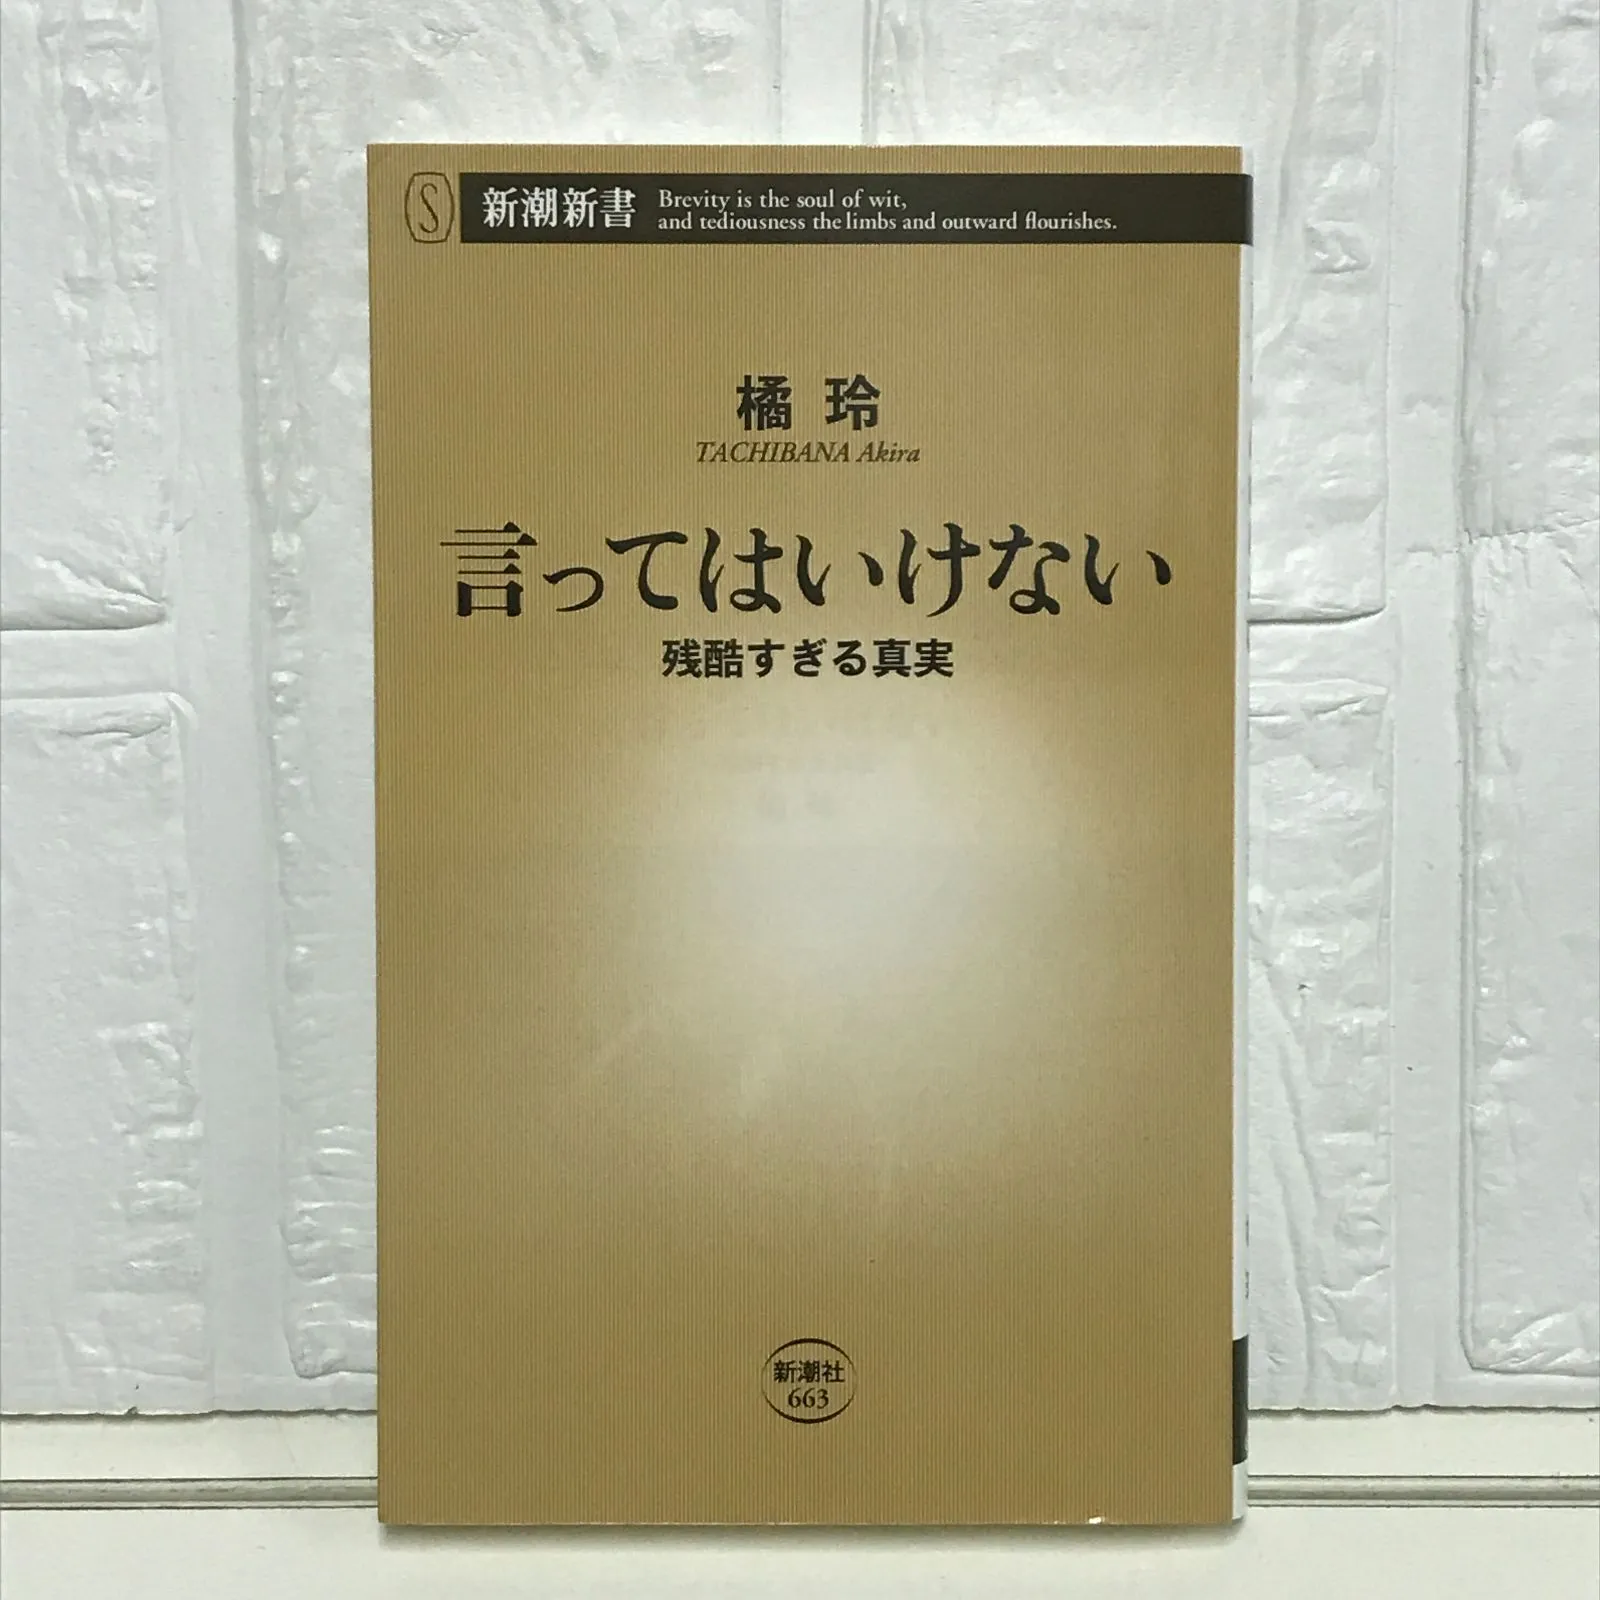 S 新潮新書
Brevity is the soul of wit,
and tediousness the limbs and outward flourishes.
橘 玲
TACHIBANA Akira
言ってはいけない
残酷すぎる真実
新潮社
663